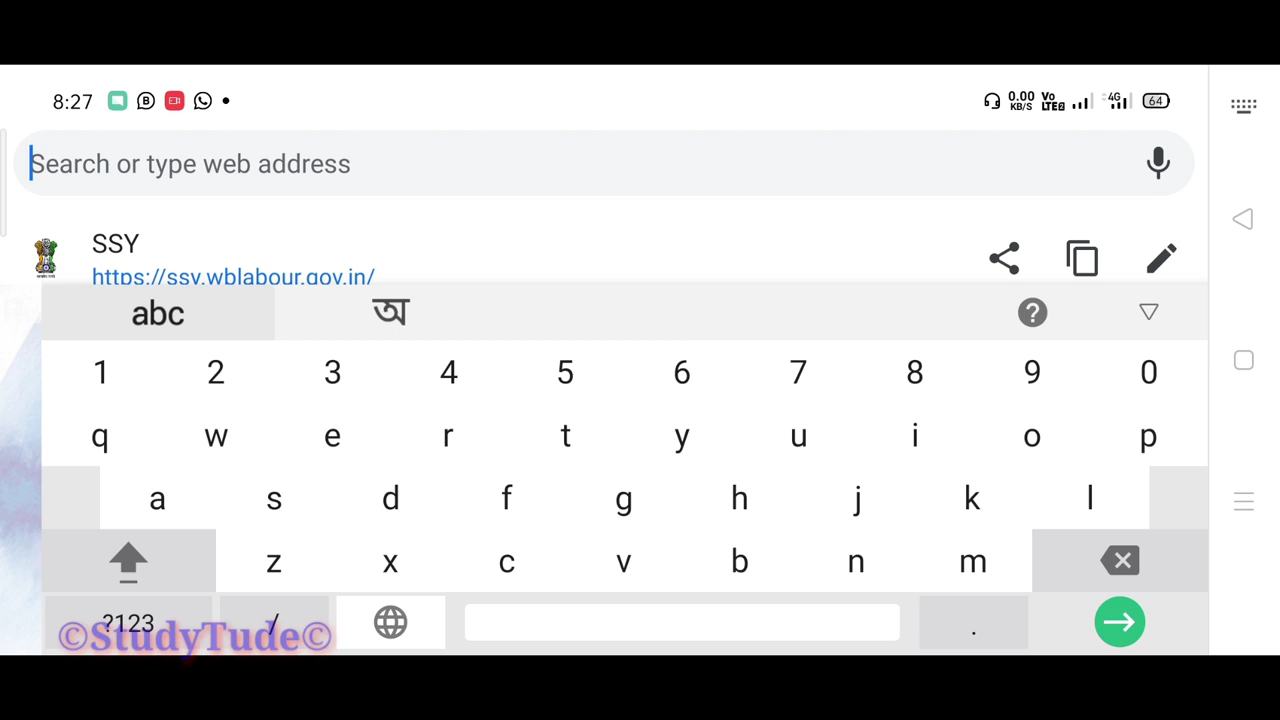 8:27 0.00 KB/S Vo LTE2 4G 64
Search or type web address
SSY
https://ssy.wblabour.gov.in/
abc অ ?
1 2 3 4 5 6 7 8 9 0
q w e r t y u i o p
a s d f g h j k l
z x c v b n m
?123 / .
©StudyTude©